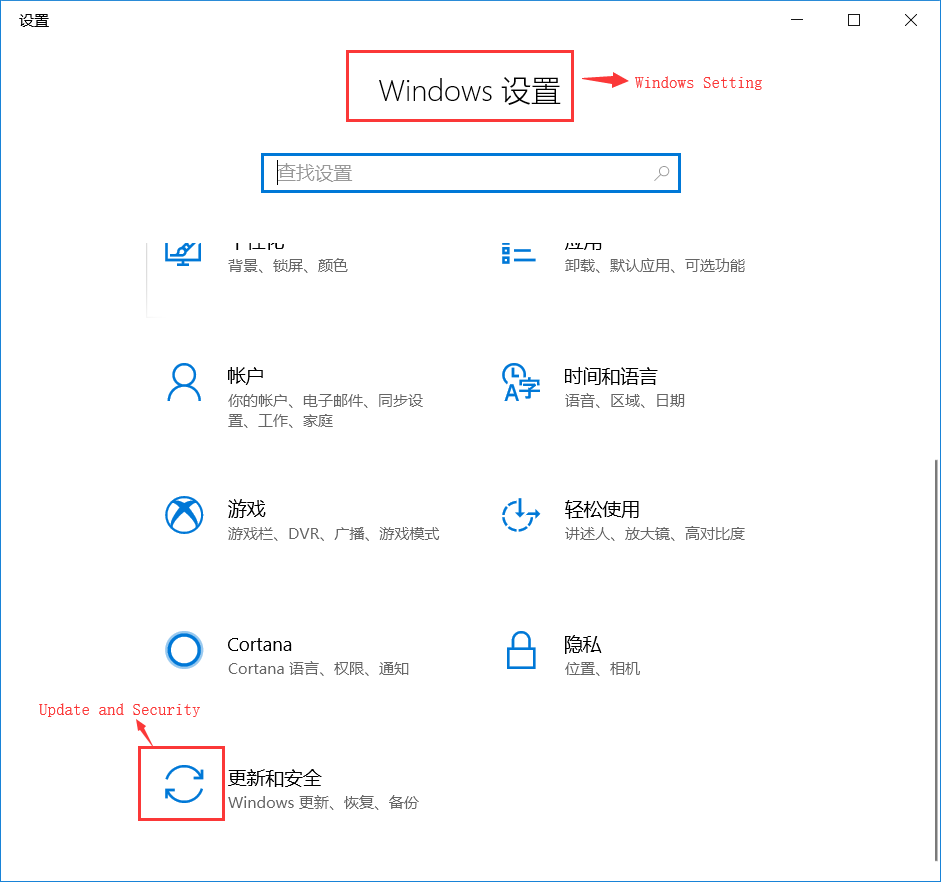 设置
Windows 设置
Windows Setting
查找设置
个性化
应用
背景、锁屏、颜色
卸载、默认应用、可选功能
帐户
时间和语言
你的帐户、电子邮件、同步设
置、工作、家庭
语音、区域、日期
游戏
轻松使用
游戏栏、DVR、广播、游戏模式
讲述人、放大镜、高对比度
Cortana
隐私
Cortana 语言、权限、通知
位置、相机
Update and Security
更新和安全
Windows 更新、恢复、备份